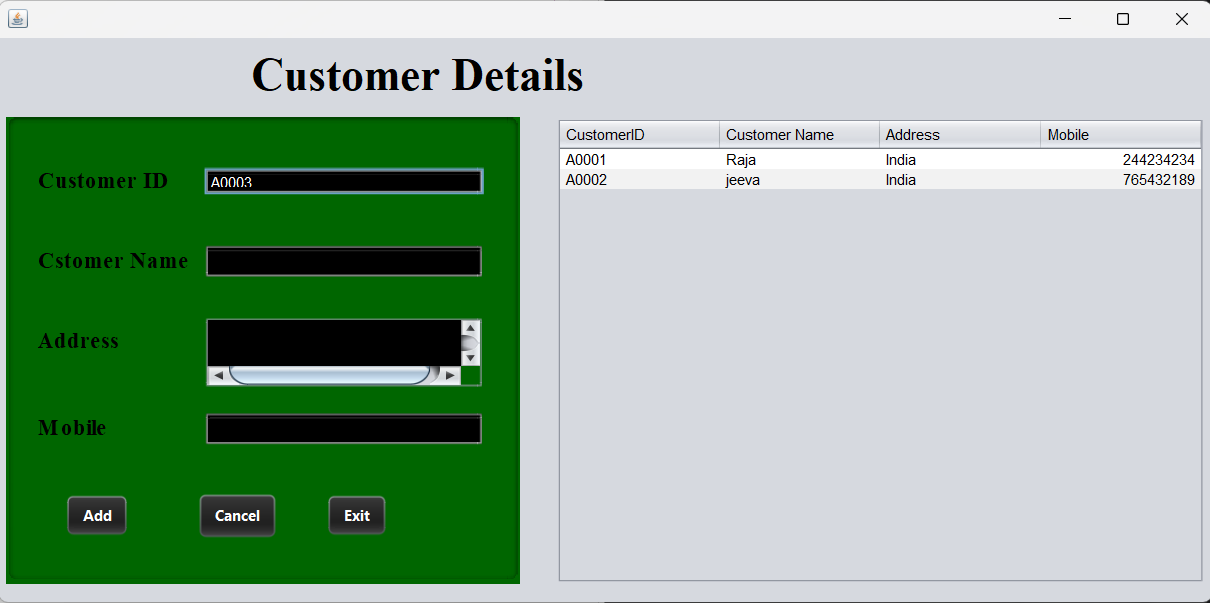 Customer Details
Customer ID A0003
Cstomer Name
Address
Mobile
Add Cancel Exit
CustomerID Customer Name Address Mobile
A0001 Raja India 244234234
A0002 jeeva India 765432189